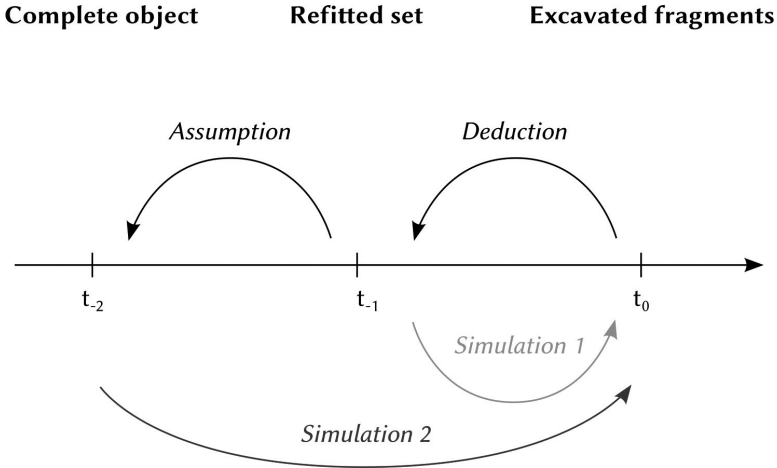 Complete object Refitted set Excavated fragments
Assumption Deduction
t-2 t-1 t0
Simulation 1
Simulation 2